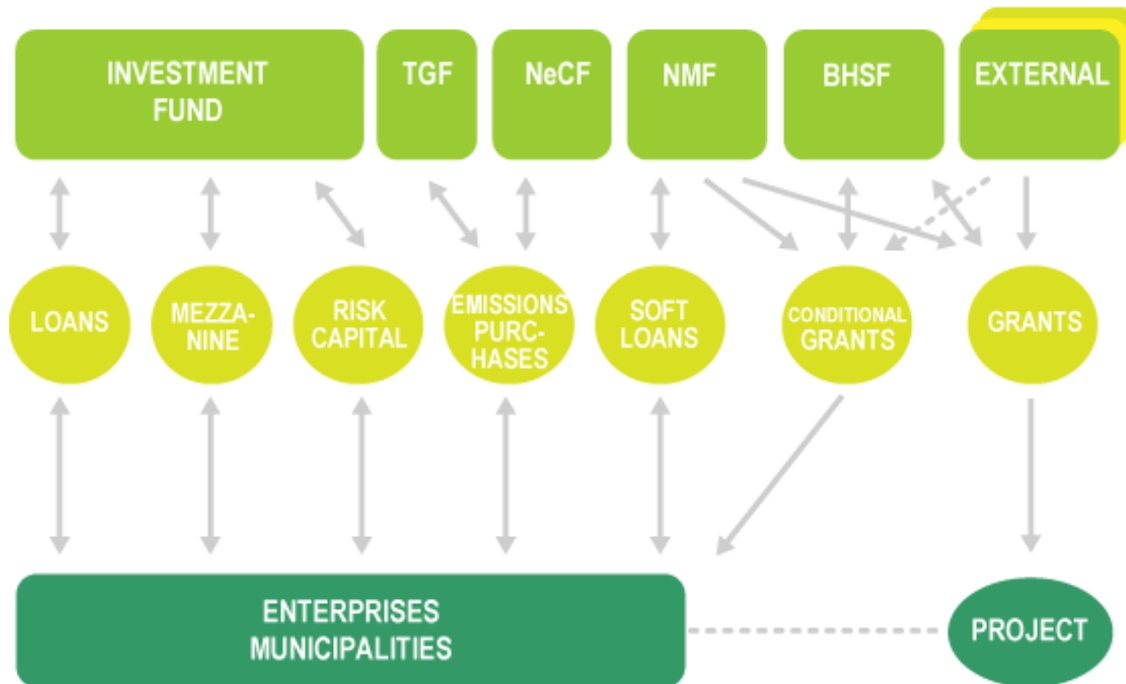 INVESTMENT
FUND
TGF
NeCF
NMF
BHSF
EXTERNAL
LOANS
MEZZA-
NINE
RISK
CAPITAL
EMISSIONS
PURC-
HASES
SOFT
LOANS
CONDITIONAL
GRANTS
GRANTS
ENTERPRISES
MUNICIPALITIES
PROJECT